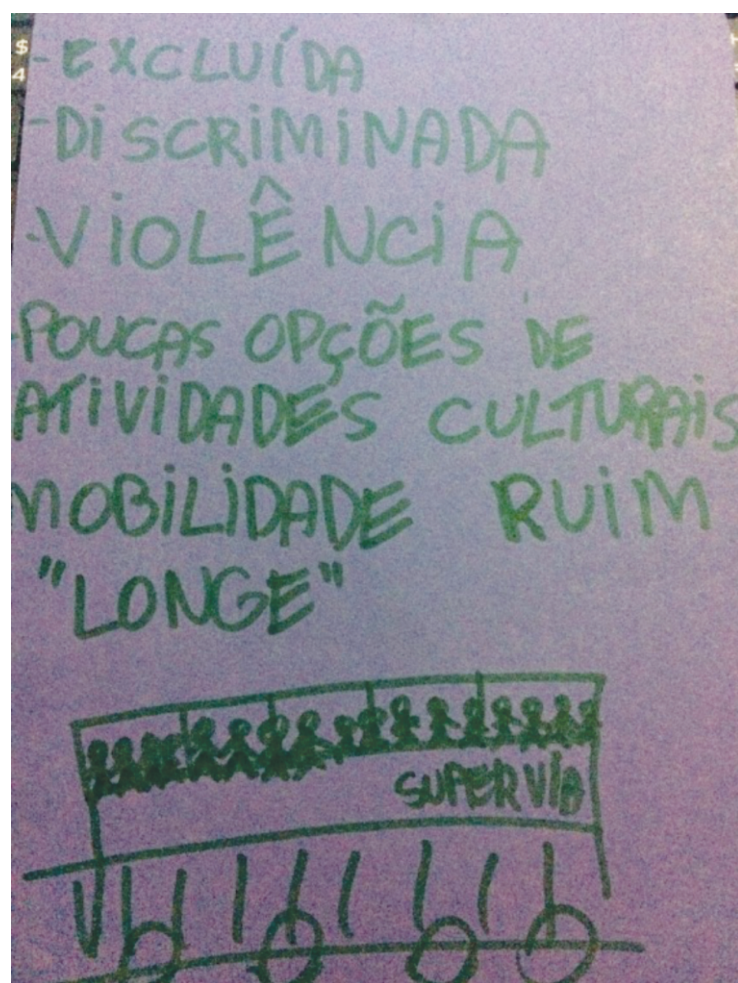 -EXCLUÍDA
-DiSCRiMiNADA
-ViOLÊNCiA
-POUCAS OPÇÕES DE
ATiViDADES CULTURAiS
MOBiLiDADE RUiM
"LONGE"
SUPERVIA